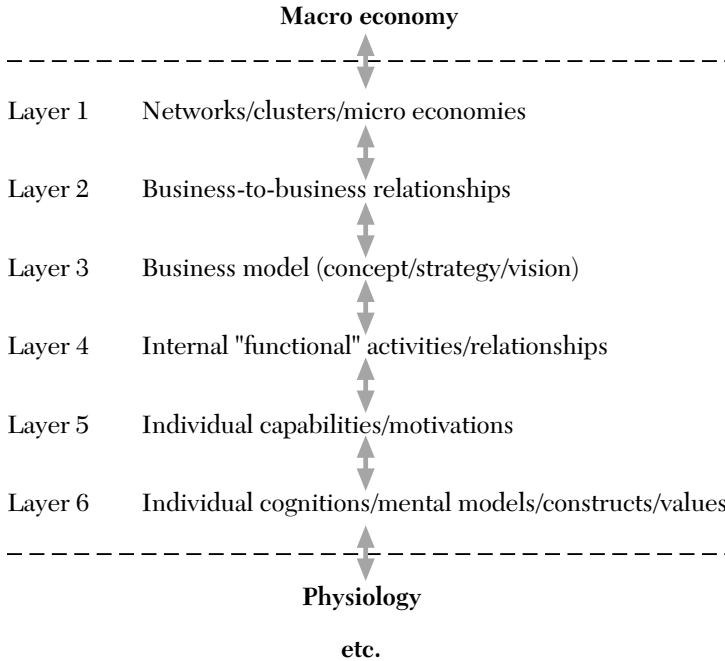 Macro economy
Layer 1 Networks/clusters/micro economies
Layer 2 Business-to-business relationships
Layer 3 Business model (concept/strategy/vision)
Layer 4 Internal "functional" activities/relationships
Layer 5 Individual capabilities/motivations
Layer 6 Individual cognitions/mental models/constructs/values
Physiology
etc.